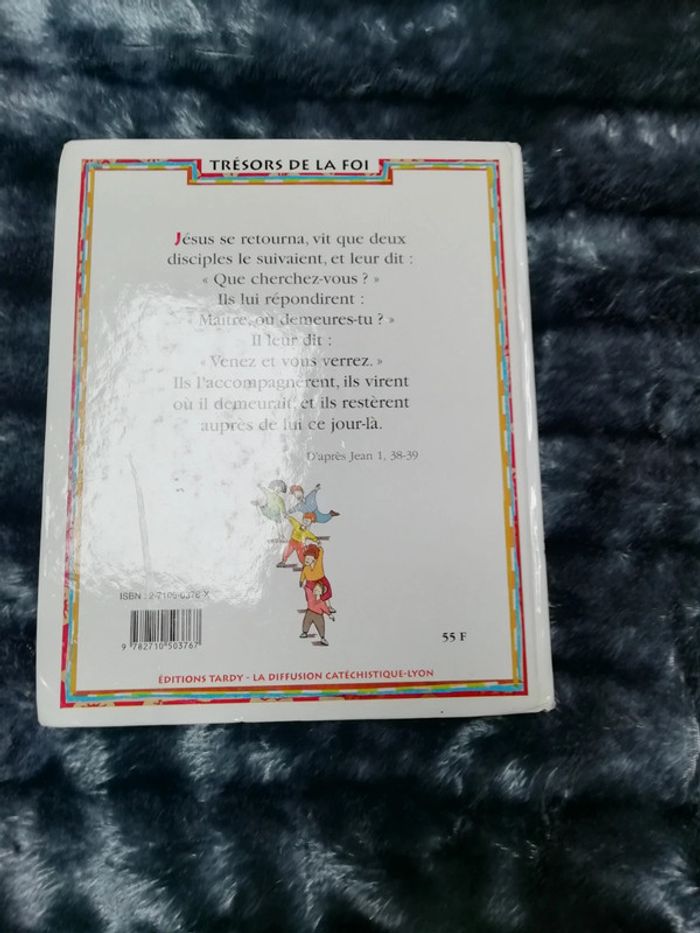 TRÉSORS DE LA FOI
Jésus se retourna, vit que deux
disciples le suivaient, et leur dit :
« Que cherchez-vous ? »
Ils lui répondirent :
« Maître, où demeures-tu ? »
Il leur dit :
« Venez et vous verrez. »
Ils l'accompagnèrent, ils virent
où il demeurait, et ils restèrent
auprès de lui ce jour-là.
D'après Jean 1, 38-39
ISBN : 2-7105-0376-X
9 782710 503767
55 F
ÉDITIONS TARDY - LA DIFFUSION CATÉCHISTIQUE-LYON